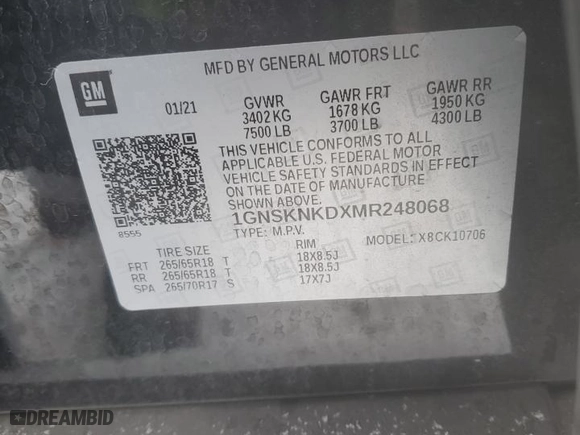 MFD BY GENERAL MOTORS LLC
GM
01/21
GVWR GAWR FRT GAWR RR
3402 KG 1678 KG 1950 KG
7500 LB 3700 LB 4300 LB
THIS VEHICLE CONFORMS TO ALL
APPLICABLE U.S. FEDERAL MOTOR
VEHICLE SAFETY STANDARDS IN EFFECT
ON THE DATE OF MANUFACTURE
SHOWN ABOVE.
1GNSKNKDXMR248068
8555
TYPE: M.P.V. MODEL: X8CK10706
TIRE SIZE RIM
FRT 265/65R18 T 18X8.5J
RR 265/65R18 T 18X8.5J
SPA 265/70R17 S 17X7J
DREAMBID